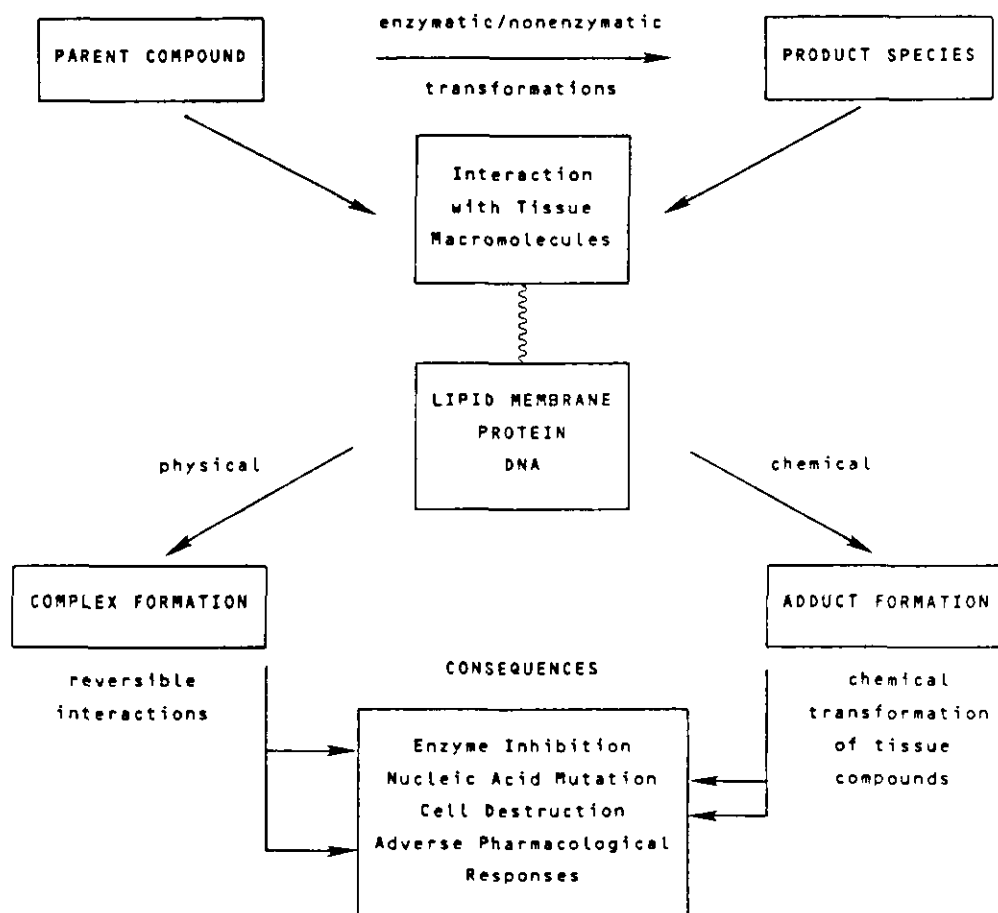 enzymatic/nonenzymatic
PARENT COMPOUND
PRODUCT SPECIES
transformations
Interaction
with Tissue
Macromolecules
LIPID MEMBRANE
PROTEIN
DNA
physical
chemical
COMPLEX FORMATION
ADDUCT FORMATION
reversible
interactions
CONSEQUENCES
chemical
transformation
of tissue
compounds
Enzyme Inhibition
Nucleic Acid Mutation
Cell Destruction
Adverse Pharmacological
Responses